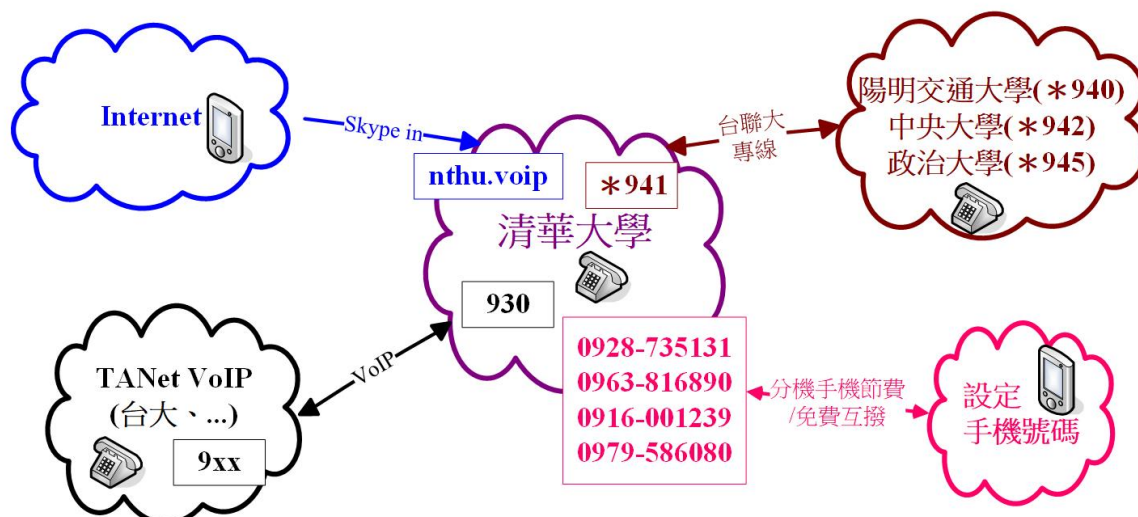 Internet
Skype in
nthu.voip
＊941
清華大學
930
台聯大
專線
陽明交通大學(＊940)
中央大學(＊942)
政治大學(＊945)
VoIP
TANet VoIP
(台大、...)
9xx
0928-735131
0963-816890
0916-001239
0979-586080
分機手機節費
/免費互撥
設定
手機號碼